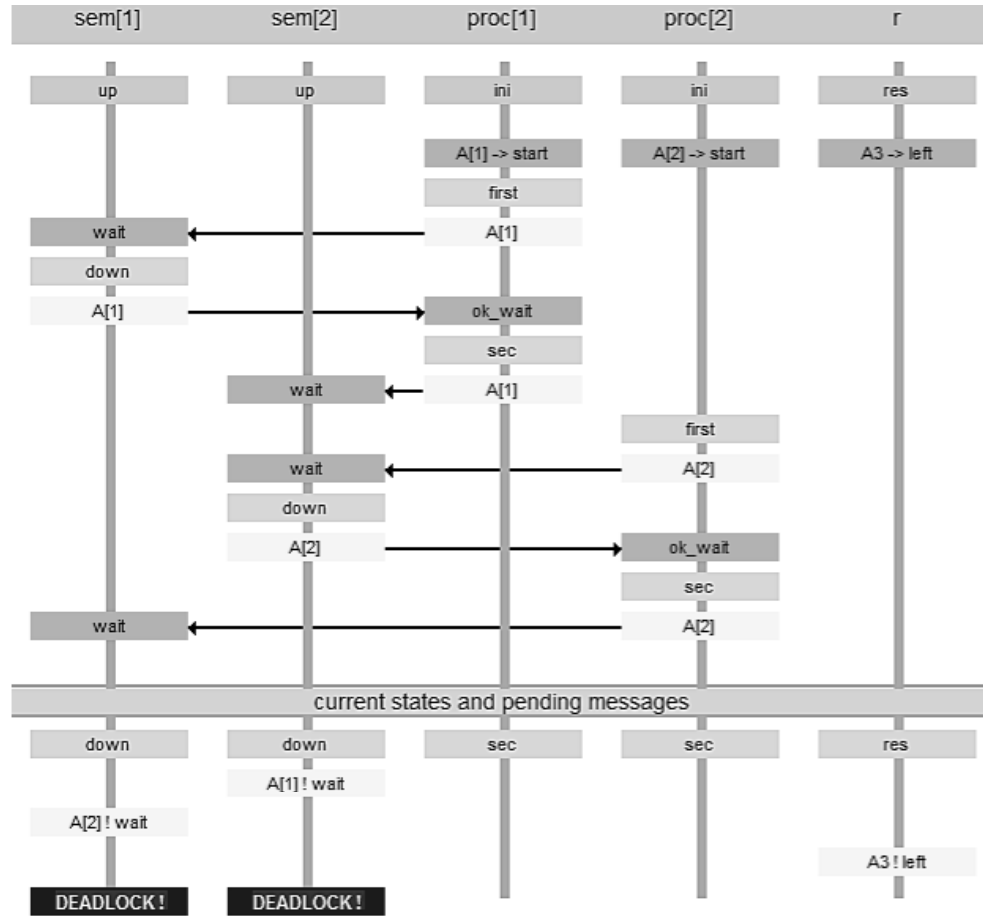 sem[1] sem[2] proc[1] proc[2] r
up up ini ini res
A[1] -> start A[2] -> start A3 -> left
first
wait A[1]
down
A[1] ok_wait
sec
wait A[1]
first
wait A[2]
down
A[2] ok_wait
sec
wait A[2]
current states and pending messages
down down sec sec res
A[1] ! wait
A[2] ! wait
A3 ! left
DEADLOCK ! DEADLOCK !